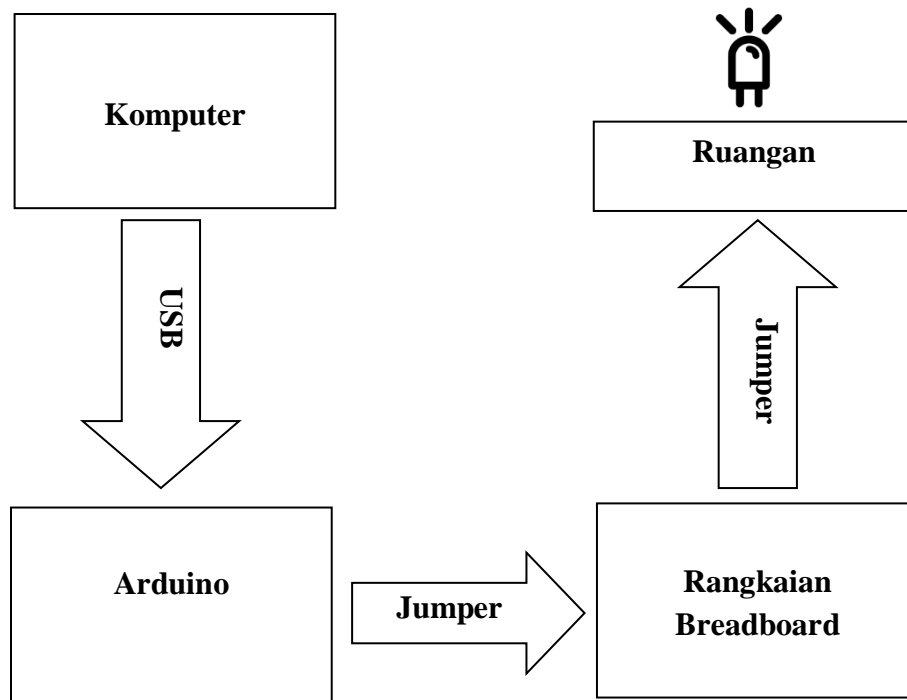 Komputer
USB
Arduino
Jumper
Rangkaian
Breadboard
Jumper
Ruangan